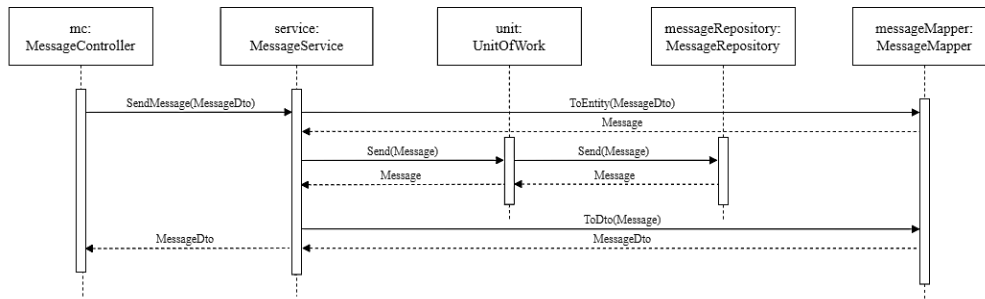 mc:
MessageController
service:
MessageService
unit:
UnitOfWork
messageRepository:
MessageRepository
messageMapper:
MessageMapper
SendMessage(MessageDto)
ToEntity(MessageDto)
Message
Send(Message)
Send(Message)
Message
Message
ToDto(Message)
MessageDto
MessageDto